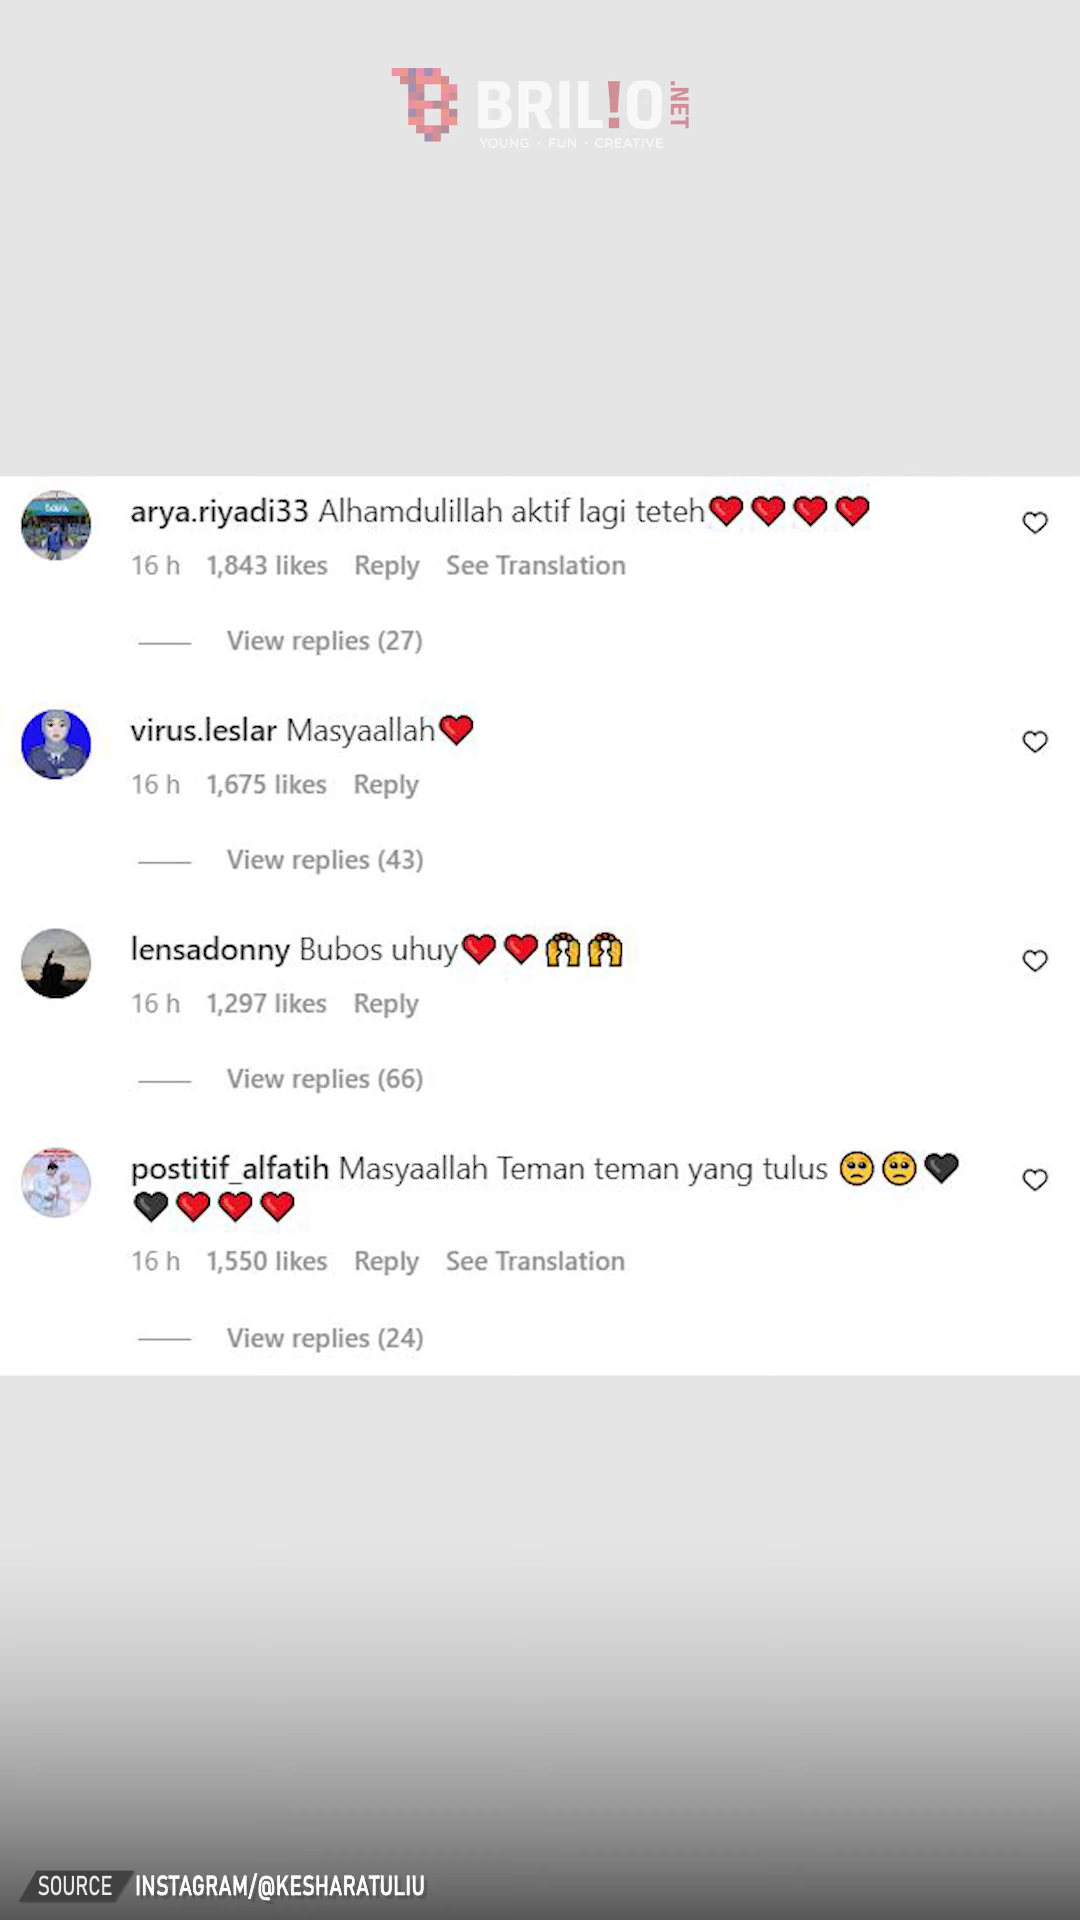 BRIL!O.NET
YOUNG · FUN · CREATIVE
arya.riyadi33 Alhamdulillah aktif lagi teteh❤️❤️❤️❤️
16 h 1,843 likes Reply See Translation
View replies (27)
virus.leslar Masyaallah❤️
16 h 1,675 likes Reply
View replies (43)
lensadonny Bubos uhuy❤️❤️🙌🙌
16 h 1,297 likes Reply
View replies (66)
postitif_alfatih Masyaallah Teman teman yang tulus 🥺🥺🖤
🖤❤️❤️❤️
16 h 1,550 likes Reply See Translation
View replies (24)
SOURCE INSTAGRAM/@KESHARATULIU